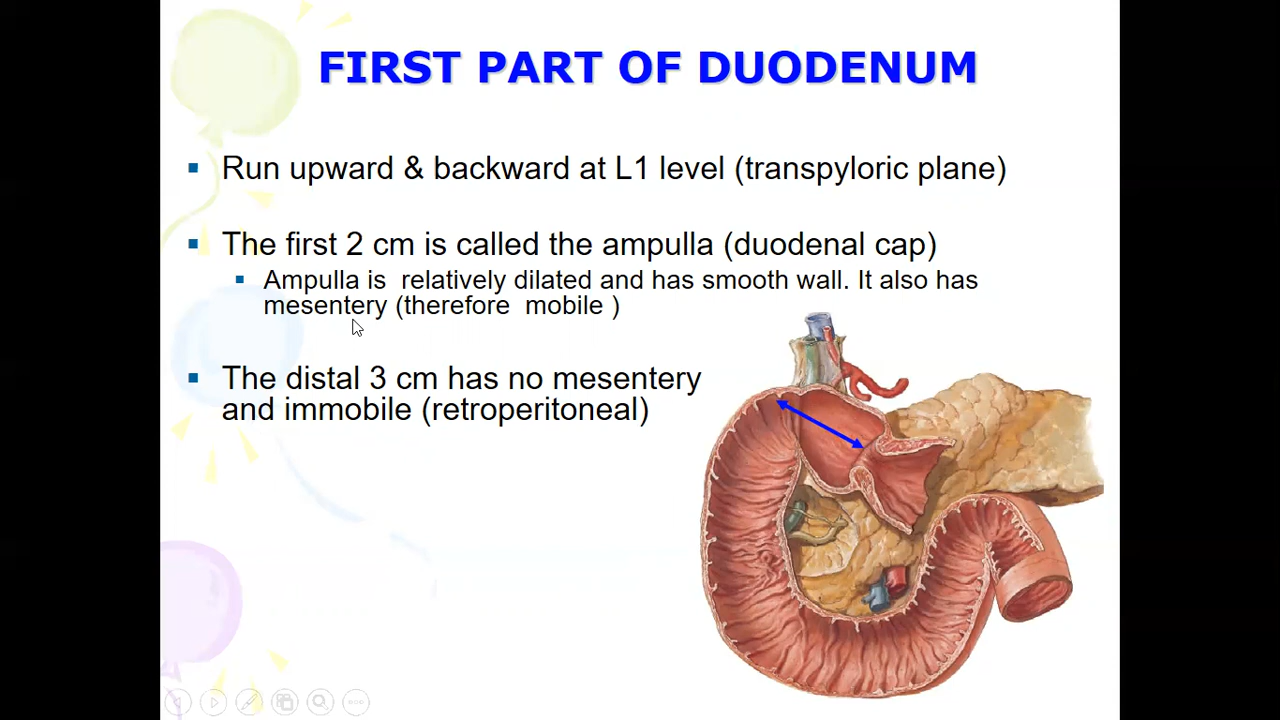 FIRST PART OF DUODENUM
Run upward & backward at L1 level (transpyloric plane)
The first 2 cm is called the ampulla (duodenal cap)
Ampulla is  relatively dilated and has smooth wall. It also has
mesentery (therefore  mobile )
The distal 3 cm has no mesentery
and immobile (retroperitoneal)